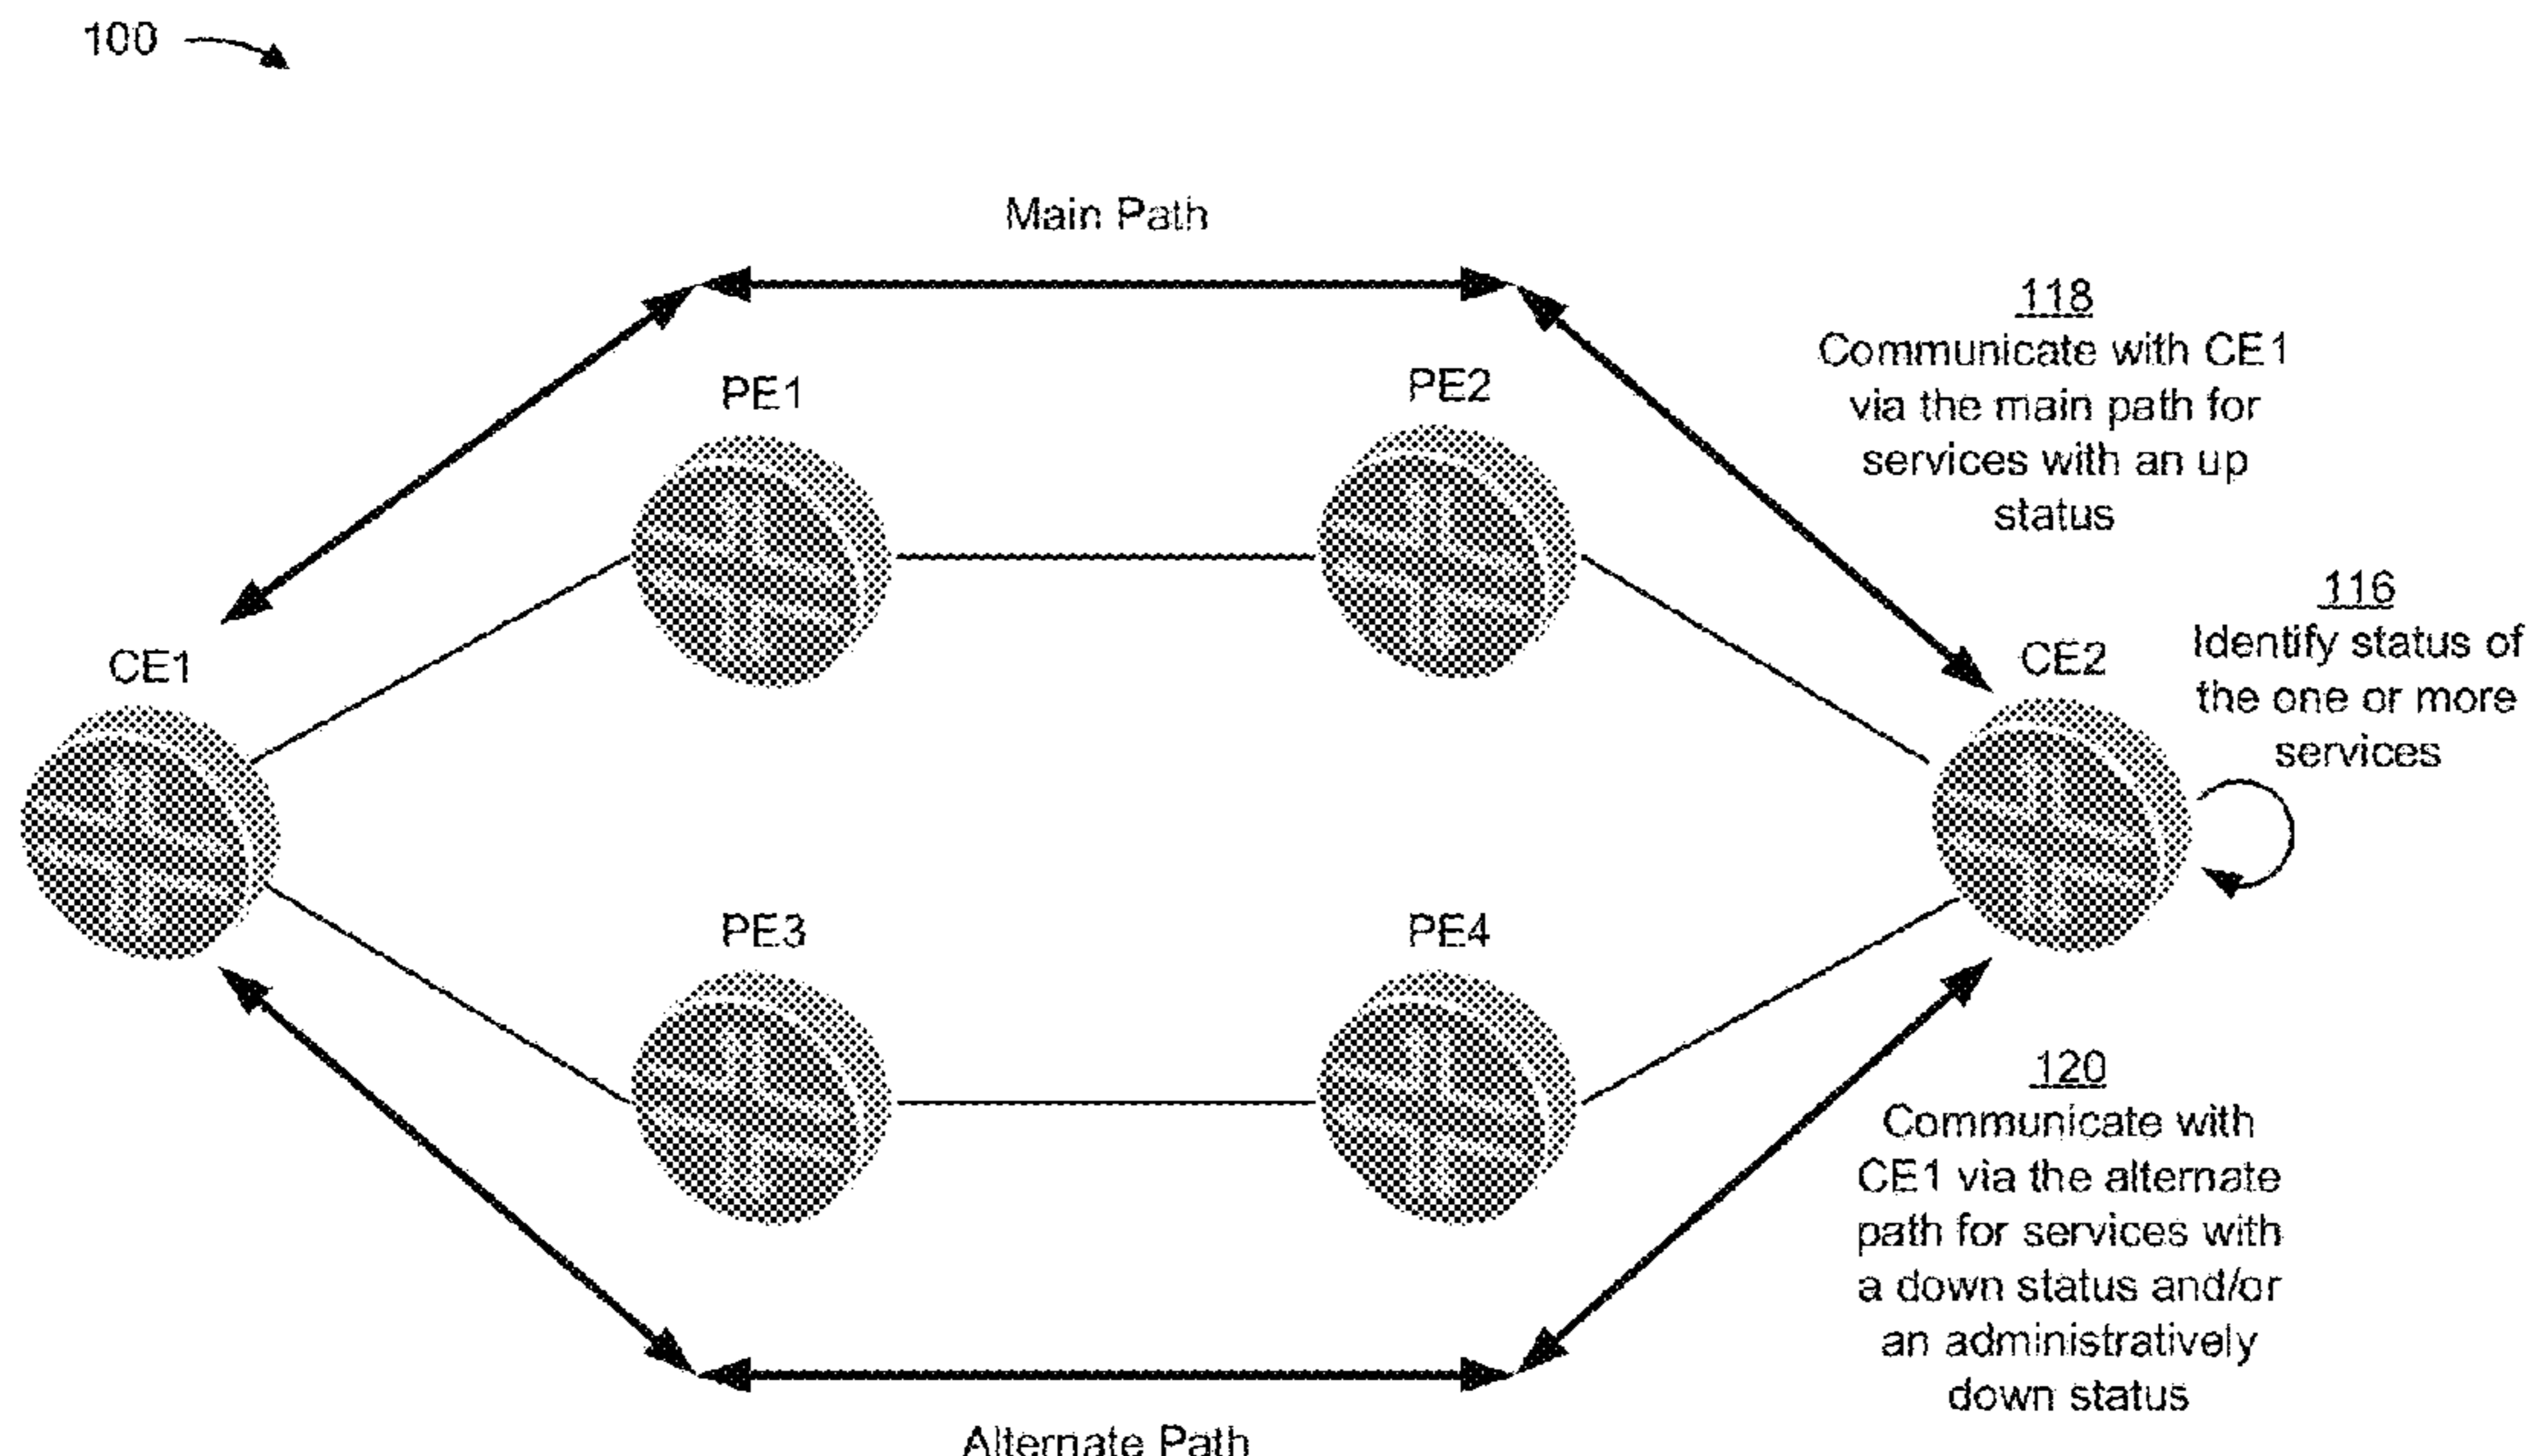 100
Main Path
118
Communicate with CE1
via the main path for
services with an up
status
PE1
PE2
116
Identify status of
the one or more
services
CE1
CE2
PE3
PE4
120
Communicate with
CE1 via the alternate
path for services with
a down status and/or
an administratively
down status
Alternate Path